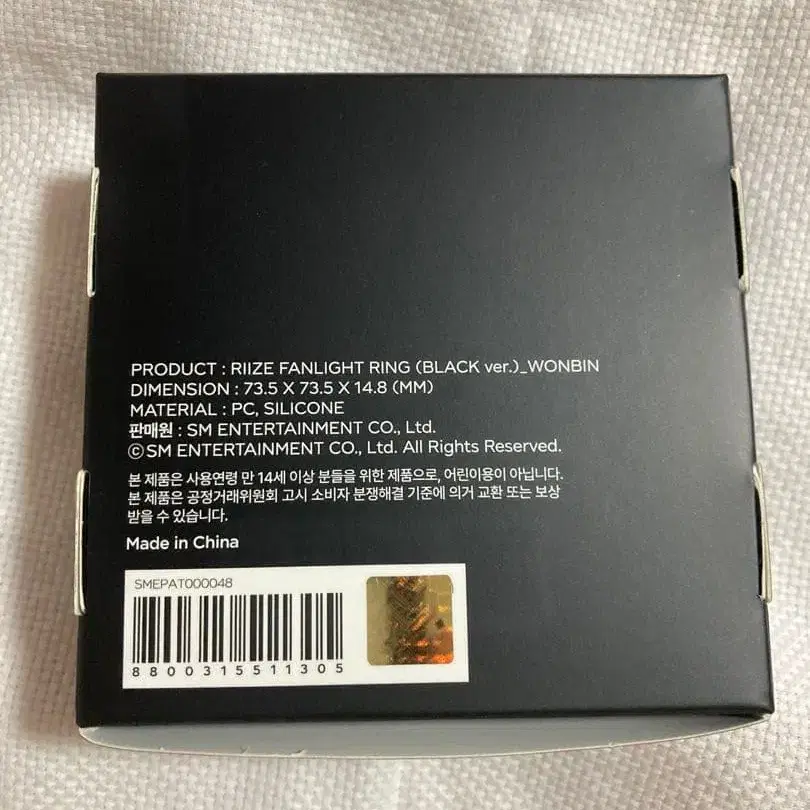 PRODUCT : RIIZE FANLIGHT RING (BLACK ver.)_WONBIN
DIMENSION : 73.5 X 73.5 X 14.8 (MM)
MATERIAL : PC, SILICONE
판매원 : SM ENTERTAINMENT CO., Ltd.
ⓒSM ENTERTAINMENT CO., Ltd. All Rights Reserved.
본 제품은 사용연령 만 14세 이상 분들을 위한 제품으로, 어린이용이 아닙니다.
본 제품은 공정거래위원회 고시 소비자 분쟁해결 기준에 의거 교환 또는 보상
받을 수 있습니다.
Made in China
SMEPAT000048
8800315511305